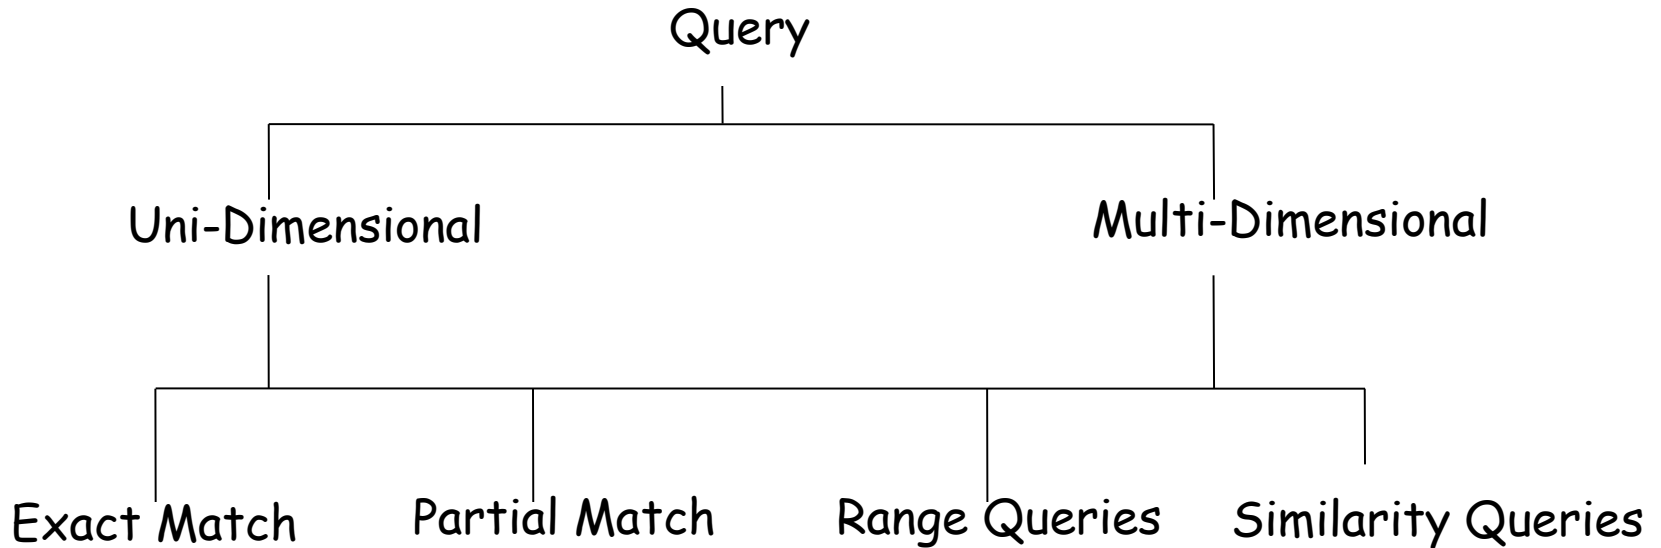 Query
Uni-Dimensional
Multi-Dimensional
Exact Match
Partial Match
Range Queries
Similarity Queries